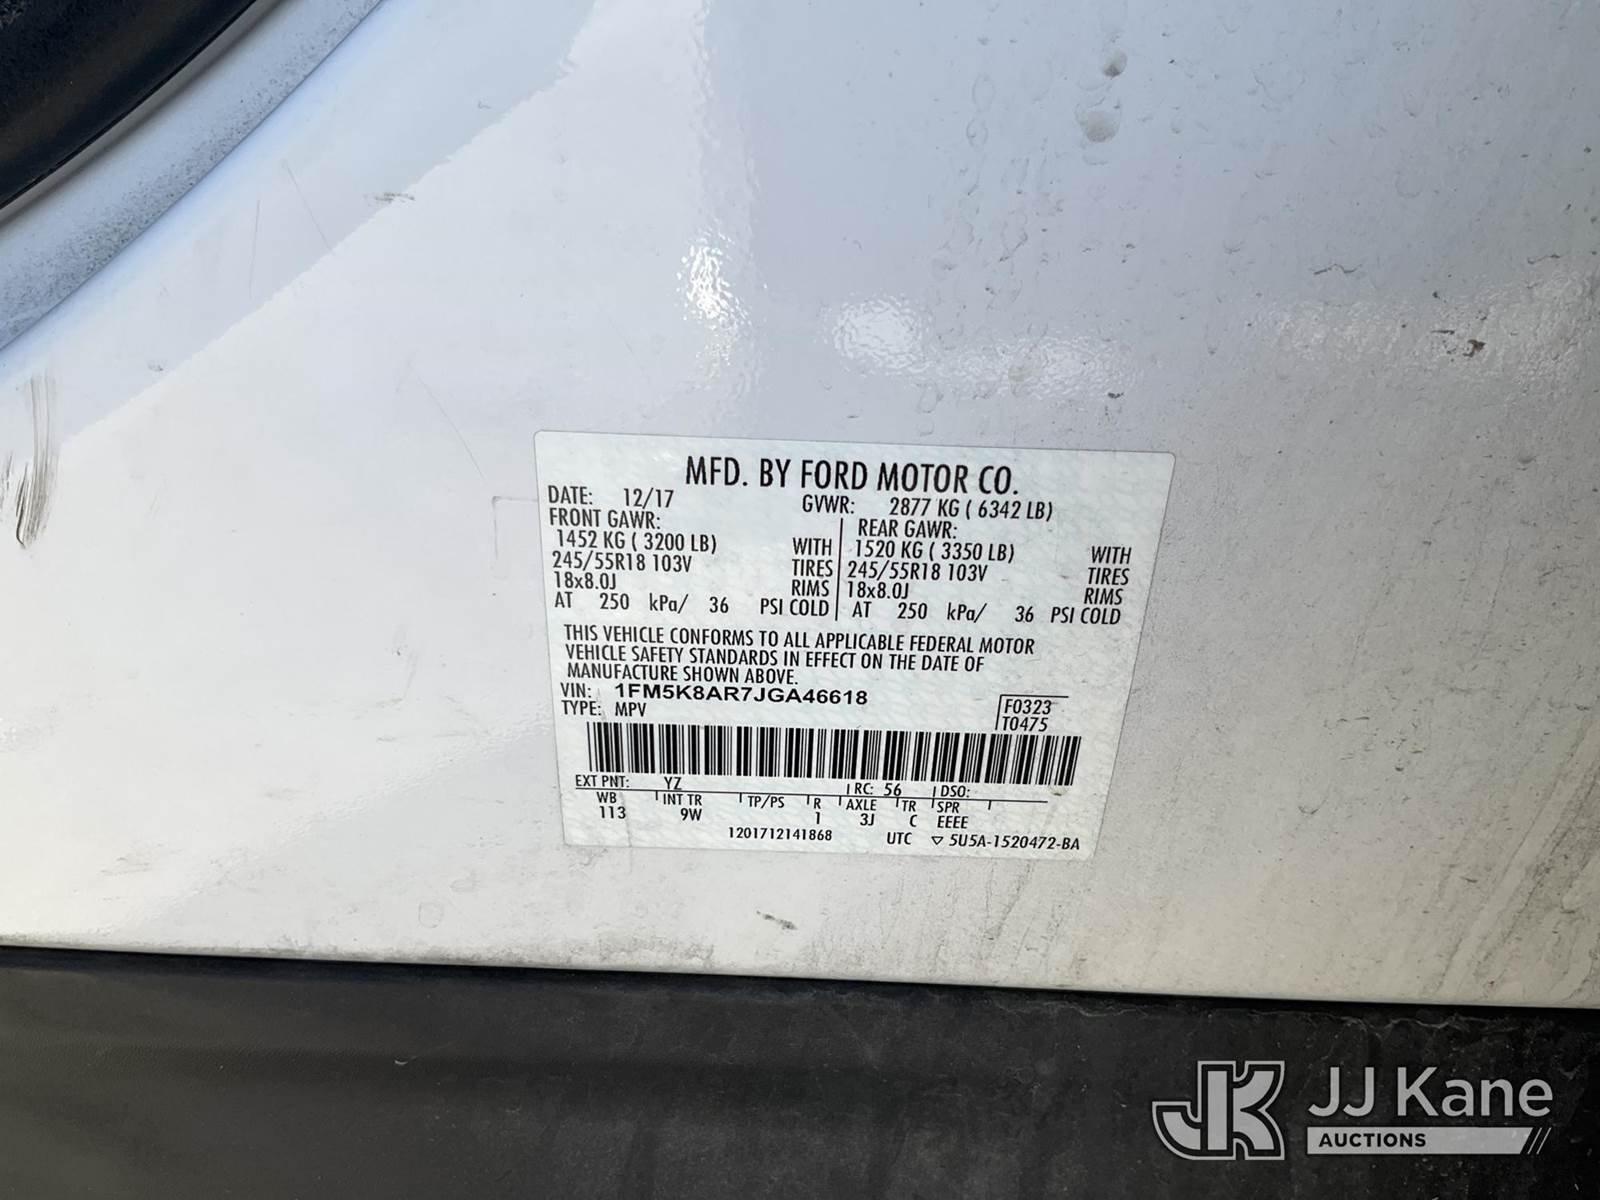 MFD. BY FORD MOTOR CO.
DATE: 12/17 GVWR: 2877 KG ( 6342 LB)
FRONT GAWR: REAR GAWR:
1452 KG ( 3200 LB) WITH 1520 KG ( 3350 LB) WITH
245/55R18 103V TIRES 245/55R18 103V TIRES
18x8.0J RIMS 18x8.0J RIMS
AT 250 kPa/ 36 PSI COLD AT 250 kPa/ 36 PSI COLD
THIS VEHICLE CONFORMS TO ALL APPLICABLE FEDERAL MOTOR
VEHICLE SAFETY STANDARDS IN EFFECT ON THE DATE OF
MANUFACTURE SHOWN ABOVE.
VIN: 1FM5K8AR7JGA46618 F0323
TYPE: MPV T0475
EXT PNT: YZ RC: 56 DSO:
WB INT TR TP/PS R AXLE TR SPR
113 9W 1 3J C EEEE
1201712141868 UTC ▽ 5U5A-1520472-BA
JK JJ Kane
AUCTIONS